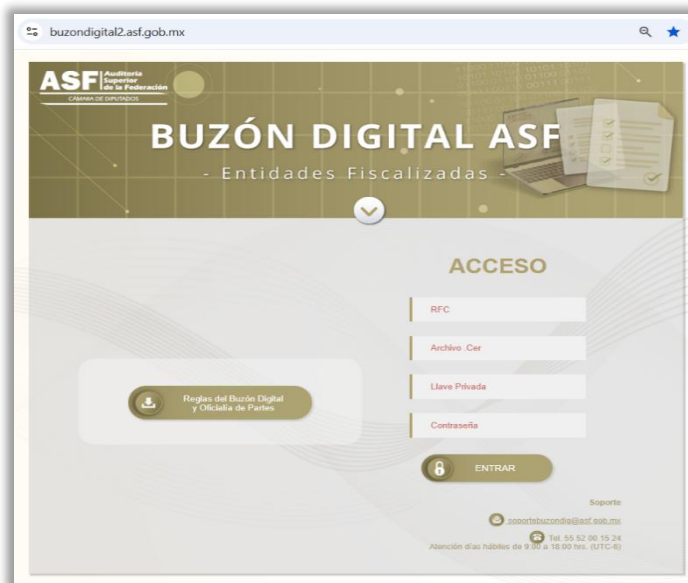 buzondigital2.asf.gob.mx
ASF Auditoría
Superior
de la Federación
CÁMARA DE DIPUTADOS
BUZÓN DIGITAL ASF
- Entidades Fiscalizadas -
ACCESO
RFC
Archivo .Cer
Llave Privada
Contraseña
Reglas del Buzón Digital
y Oficialía de Partes
ENTRAR
Soporte
soportebuzondig@asf.gob.mx
Tel. 55 52 00 15 24
Atención días hábiles de 9:00 a 18:00 hrs. (UTC-6)